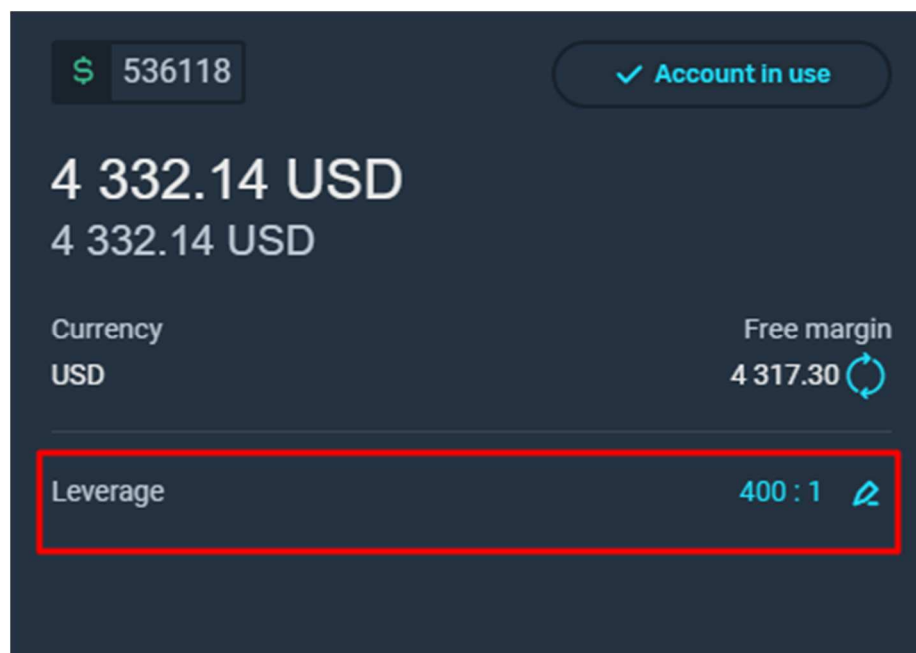 $ 536118
Account in use
4 332.14 USD
4 332.14 USD
Currency
Free margin
USD
4 317.30
Leverage
400 : 1